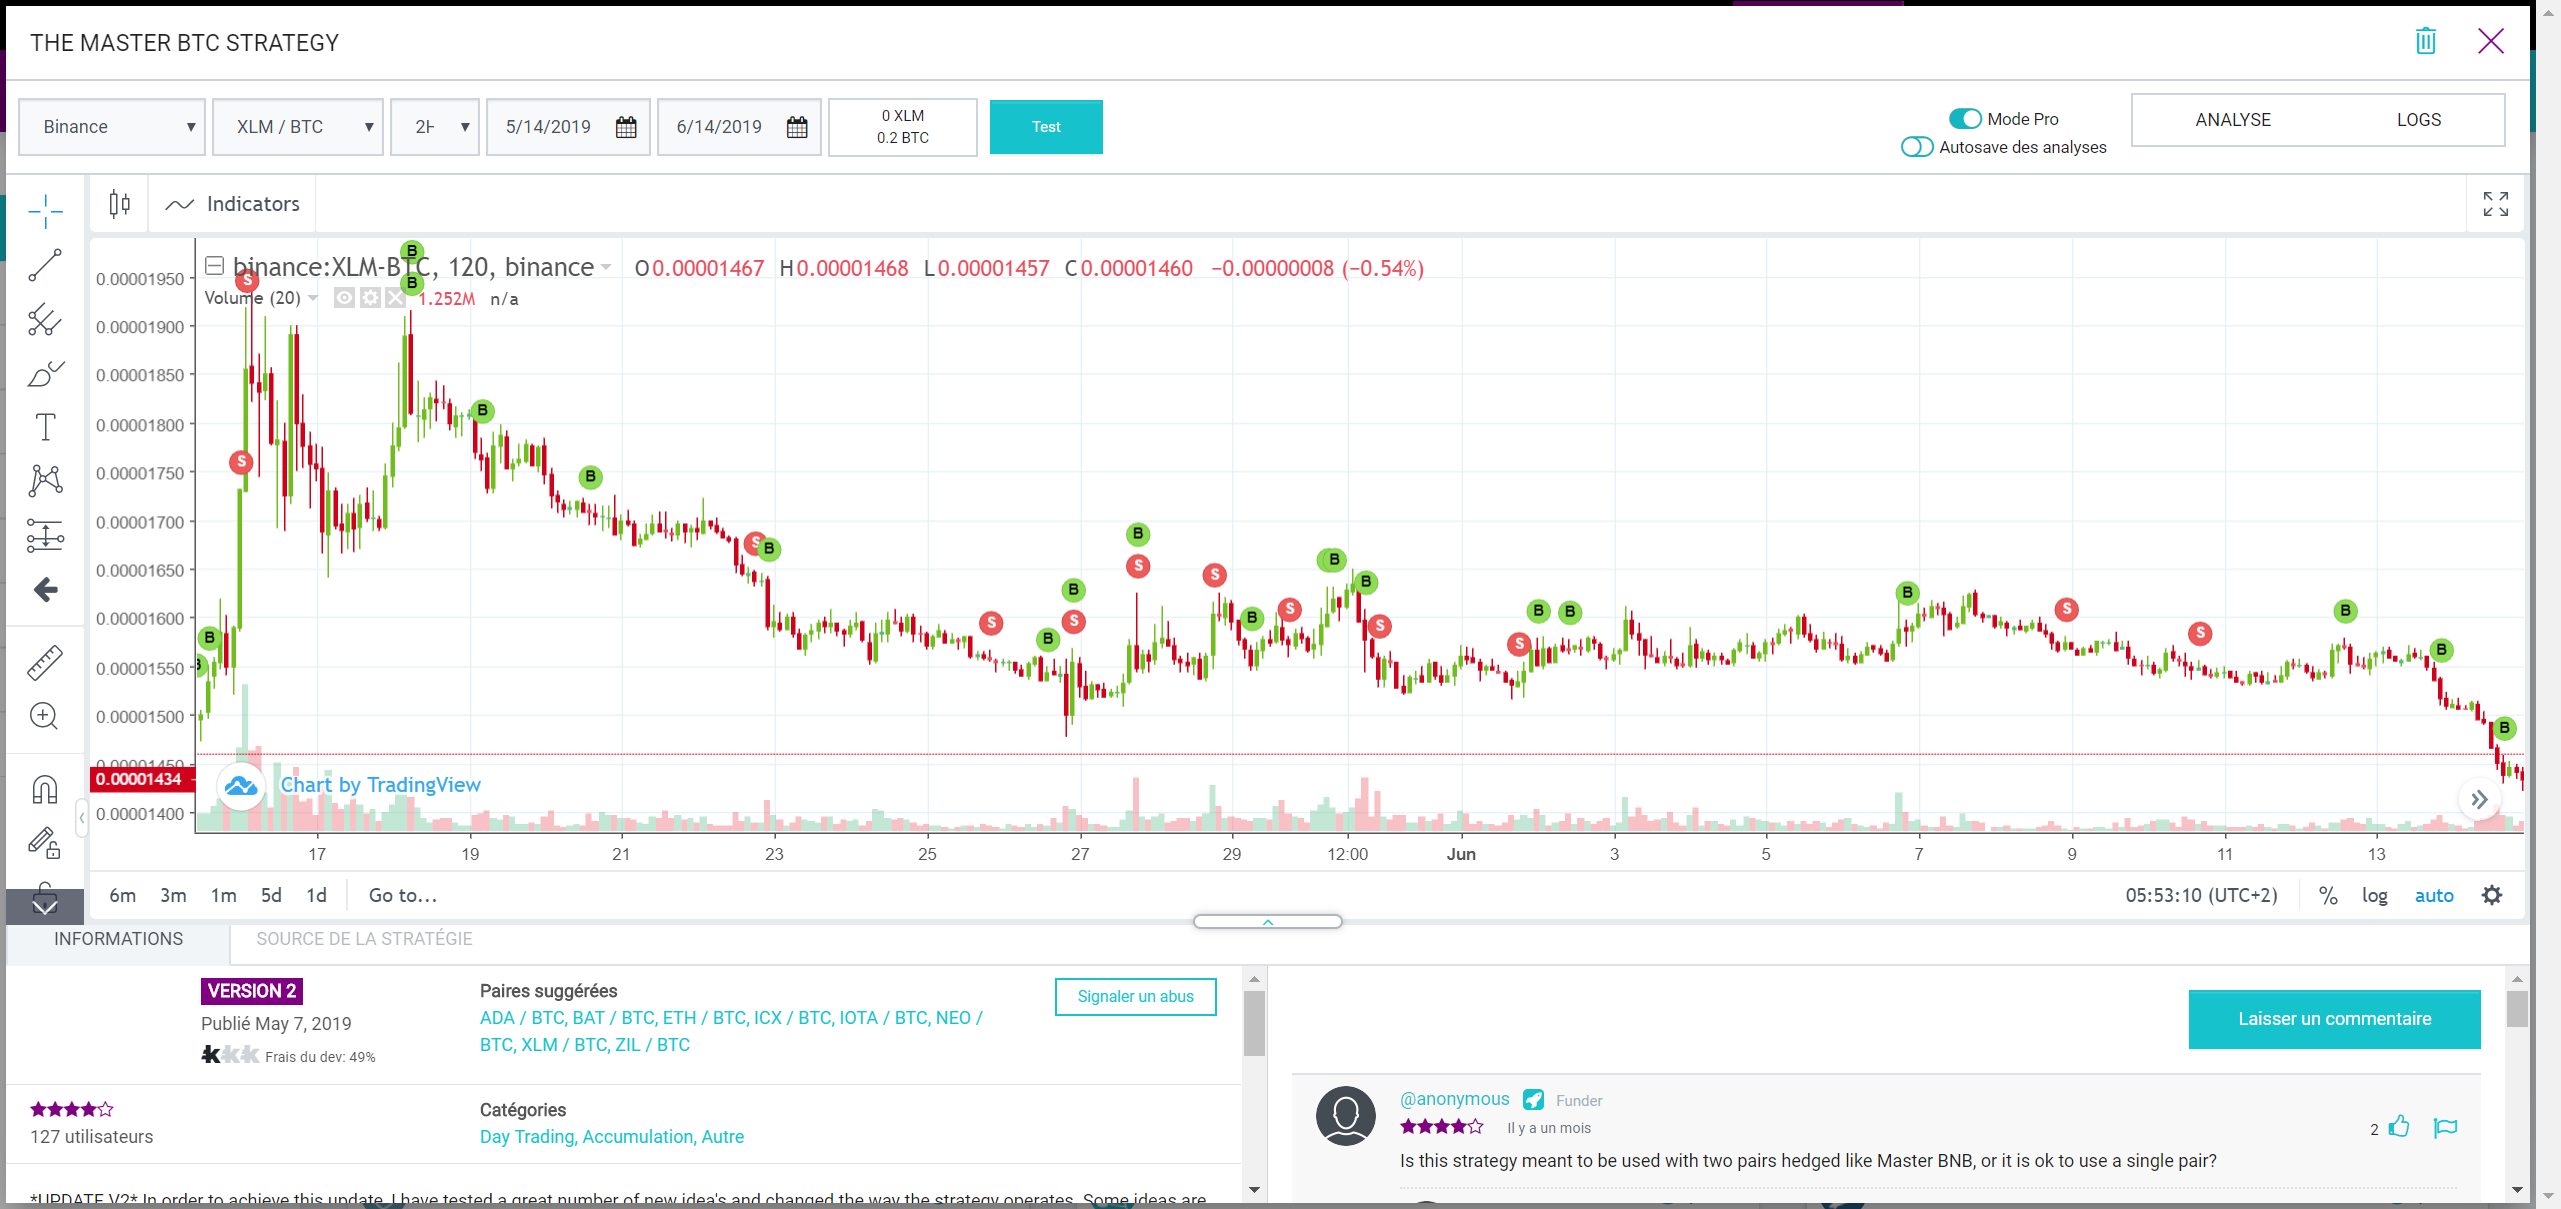 THE MASTER BTC STRATEGY
Binance
XLM / BTC
5/14/2019
6/14/2019
0 XLM
0.2 BTC
Test
Mode Pro
Autosave des analyses
ANALYSE
LOGS
Indicators
binance:XLM-BTC, 120, binance O0.00001467 H0.00001468 L0.00001457 C0.00001460 −0.00000008 (−0.54%)
Volume (20) 1.252M n/a
0.00001950
0.00001900
0.00001850
0.00001800
0.00001750
0.00001700
0.00001650
0.00001600
0.00001550
0.00001500
0.00001450
0.00001434
0.00001400
B
B
S
S
B
B
B
B
S
B
S
B
B
S
B
S
S
B
S
B
B
S
S
B
B
B
S
S
B
B
B
Chart by TradingView
17 19 21 23 25 27 29 12:00 Jun 3 5 7 9 11 13
6m 3m 1m 5d 1d Go to...
05:53:10 (UTC+2) % log auto
INFORMATIONS
SOURCE DE LA STRATÉGIE
VERSION 2
Publié May 7, 2019
Frais du dev: 49%
Paires suggérées
ADA / BTC, BAT / BTC, ETH / BTC, ICX / BTC, IOTA / BTC, NEO /
BTC, XLM / BTC, ZIL / BTC
Signaler un abus
127 utilisateurs
Catégories
Day Trading, Accumulation, Autre
*UPDATE V2* In order to achieve this update, I have tested a great number of new idea's and changed the way the strategy operates. Some ideas are
Laisser un commentaire
@anonymous Funder
Il y a un mois
2
Is this strategy meant to be used with two pairs hedged like Master BNB, or it is ok to use a single pair?